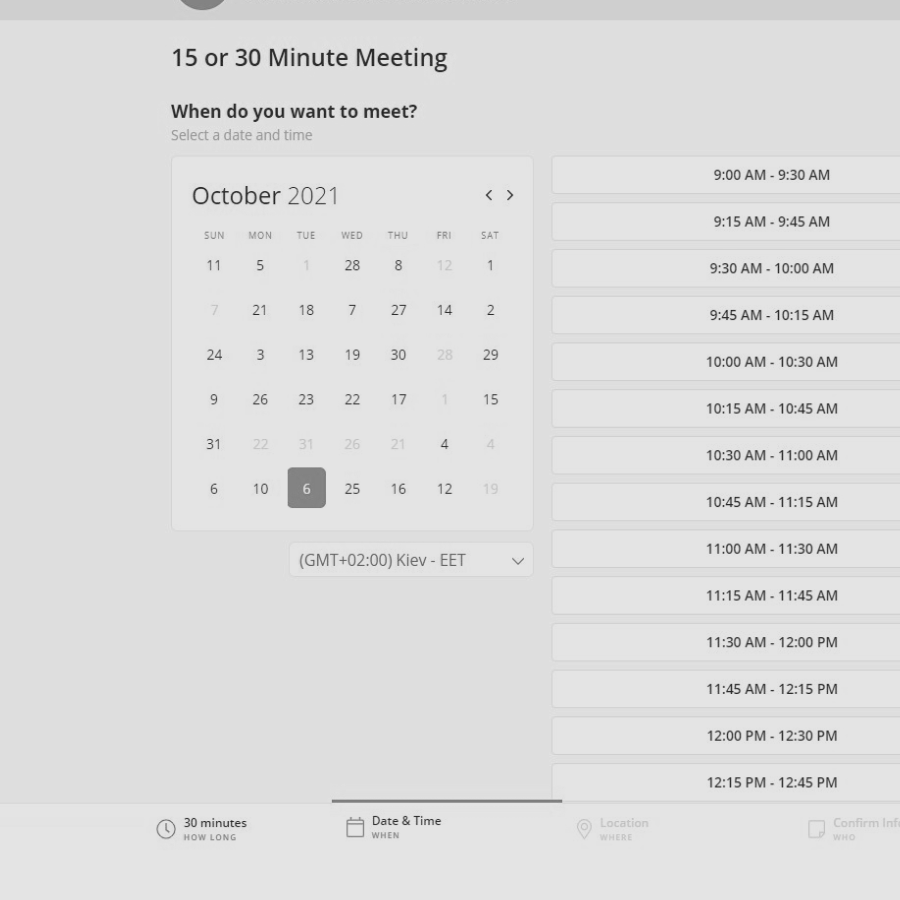 15 or 30 Minute Meeting
When do you want to meet?
Select a date and time
October 2021
SUN MON TUE WED THU FRI SAT
11 5 1 28 8 12 1
7 21 18 7 27 14 2
24 3 13 19 30 28 29
9 26 23 22 17 1 15
31 22 31 26 21 4 4
6 10 6 25 16 12 19
(GMT+02:00) Kiev - EET
9:00 AM - 9:30 AM
9:15 AM - 9:45 AM
9:30 AM - 10:00 AM
9:45 AM - 10:15 AM
10:00 AM - 10:30 AM
10:15 AM - 10:45 AM
10:30 AM - 11:00 AM
10:45 AM - 11:15 AM
11:00 AM - 11:30 AM
11:15 AM - 11:45 AM
11:30 AM - 12:00 PM
11:45 AM - 12:15 PM
12:00 PM - 12:30 PM
12:15 PM - 12:45 PM
30 minutes
HOW LONG
Date & Time
WHEN
Location
WHERE
Confirm Info
WHO